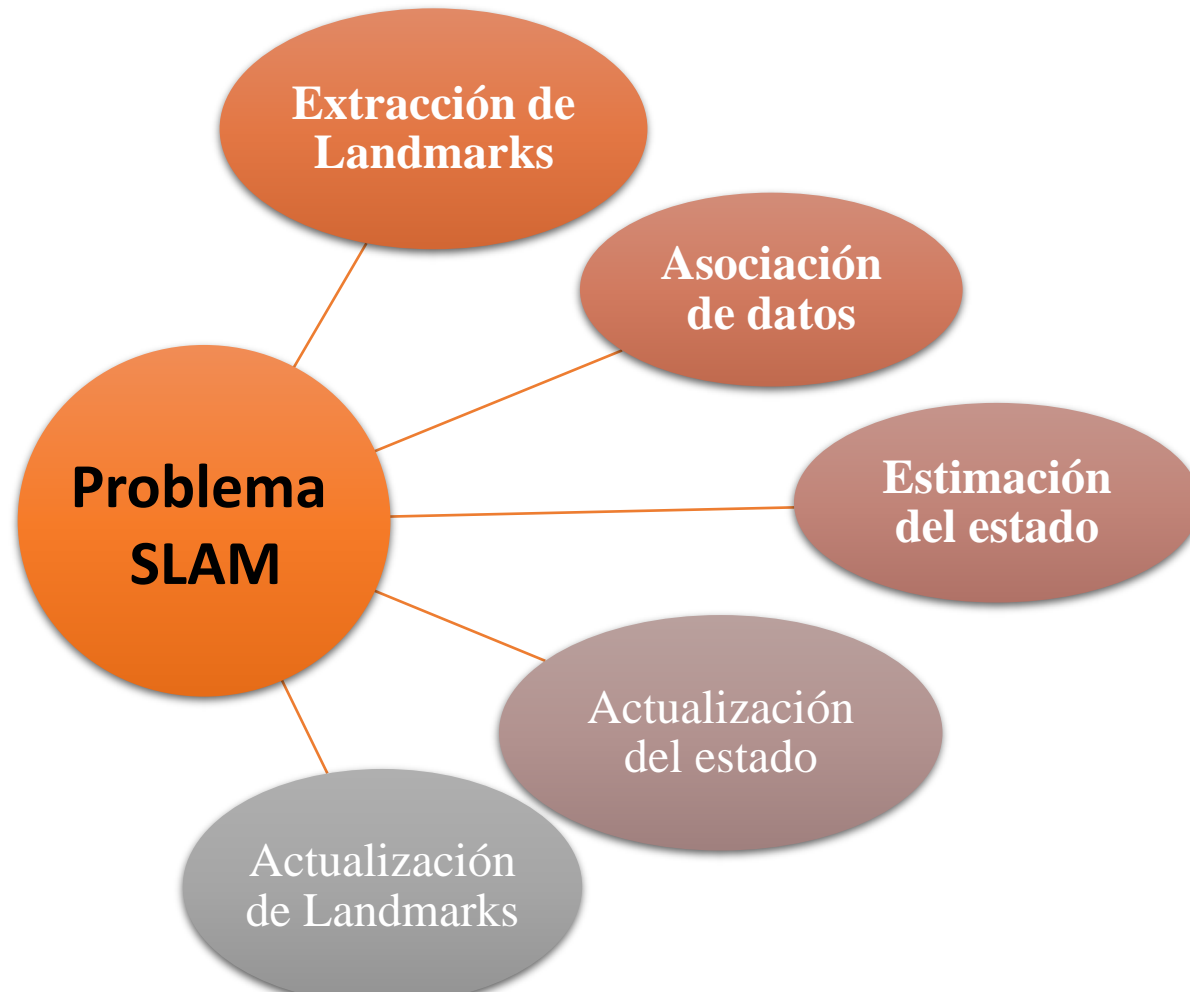 Extracción de
Landmarks
Asociación
de datos
Problema
SLAM
Estimación
del estado
Actualización
del estado
Actualización
de Landmarks